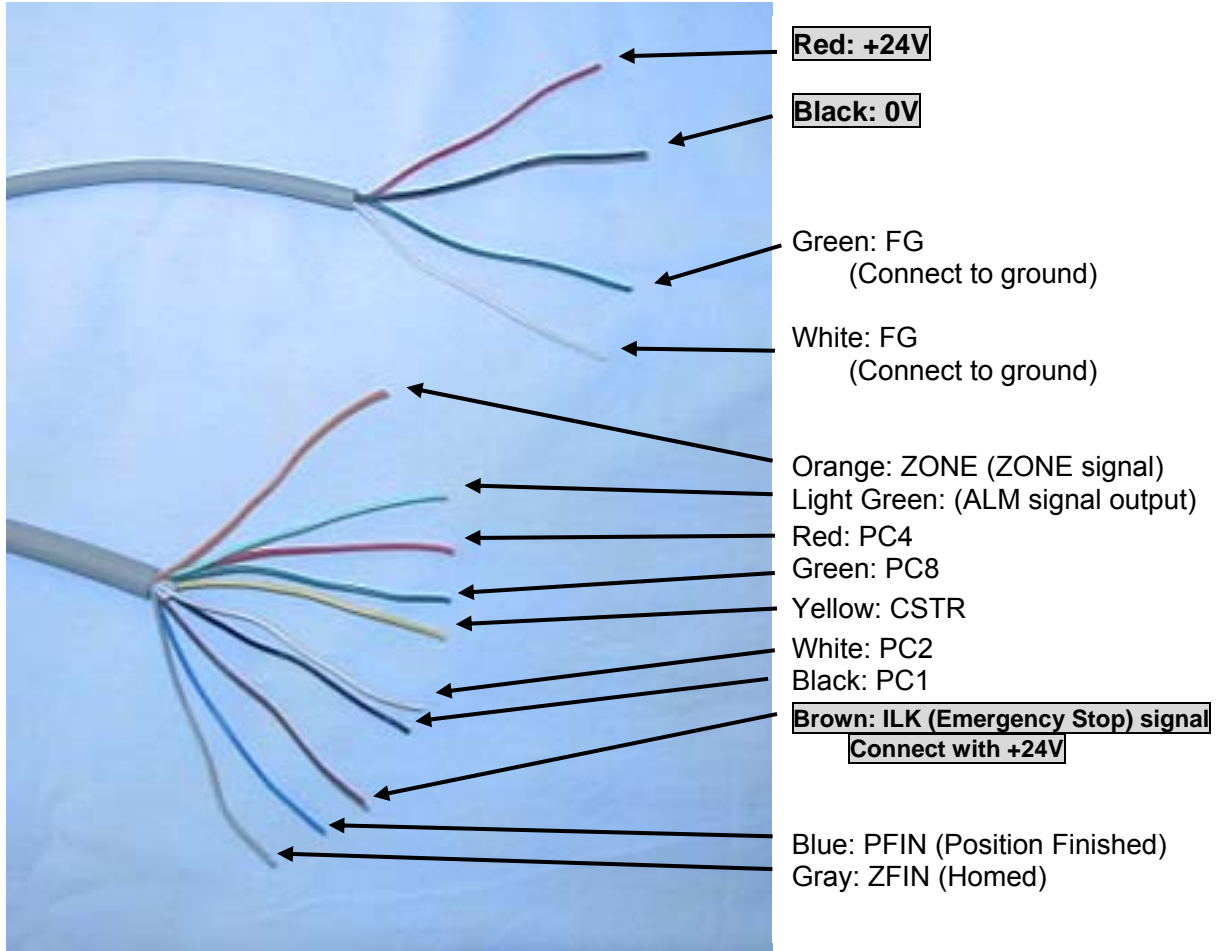 Red: +24V
Black: 0V
Green: FG
(Connect to ground)
White: FG
(Connect to ground)
Orange: ZONE (ZONE signal)
Light Green: (ALM signal output)
Red: PC4
Green: PC8
Yellow: CSTR
White: PC2
Black: PC1
Brown: ILK (Emergency Stop) signal
Connect with +24V
Blue: PFIN (Position Finished)
Gray: ZFIN (Homed)